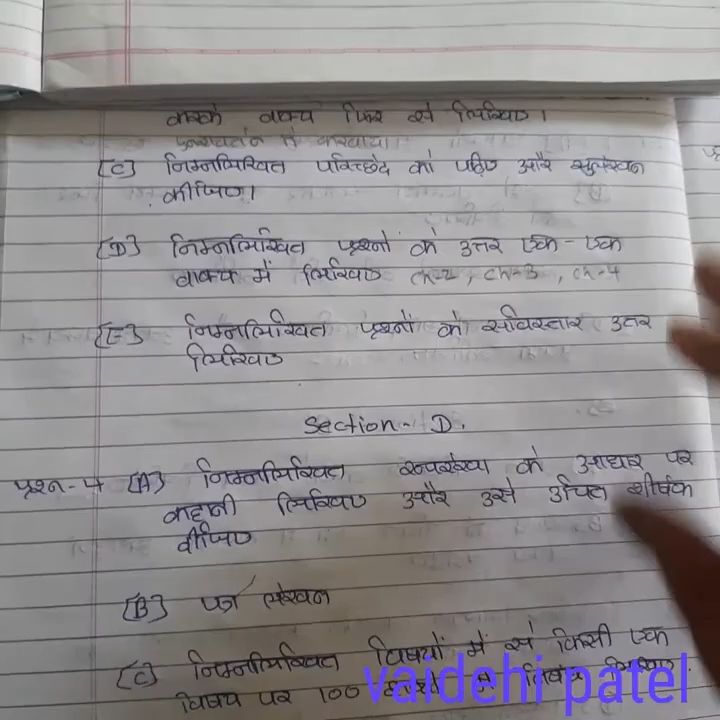 करके वाक्य फिर से लिखिए।
[C] निम्नलिखित परिच्छेद को पढ़िए और सुलेखन
कीजिए।
[D] निम्नलिखित प्रश्नों के उत्तर एक-एक
वाक्य में लिखिए ch-2, ch-3, ch-4
[E] निम्नलिखित प्रश्नों के सविस्तार उत्तर
लिखिए
Section-D.
प्रश्न-4 [A] निम्नलिखित रूपरेखा के आधार पर
कहानी लिखिए और उसे उचित शीर्षक
दीजिए
[B] पत्र लेखन
[C] निम्नलिखित विषयों में से किसी एक
विषय पर 100
vaidehi patel